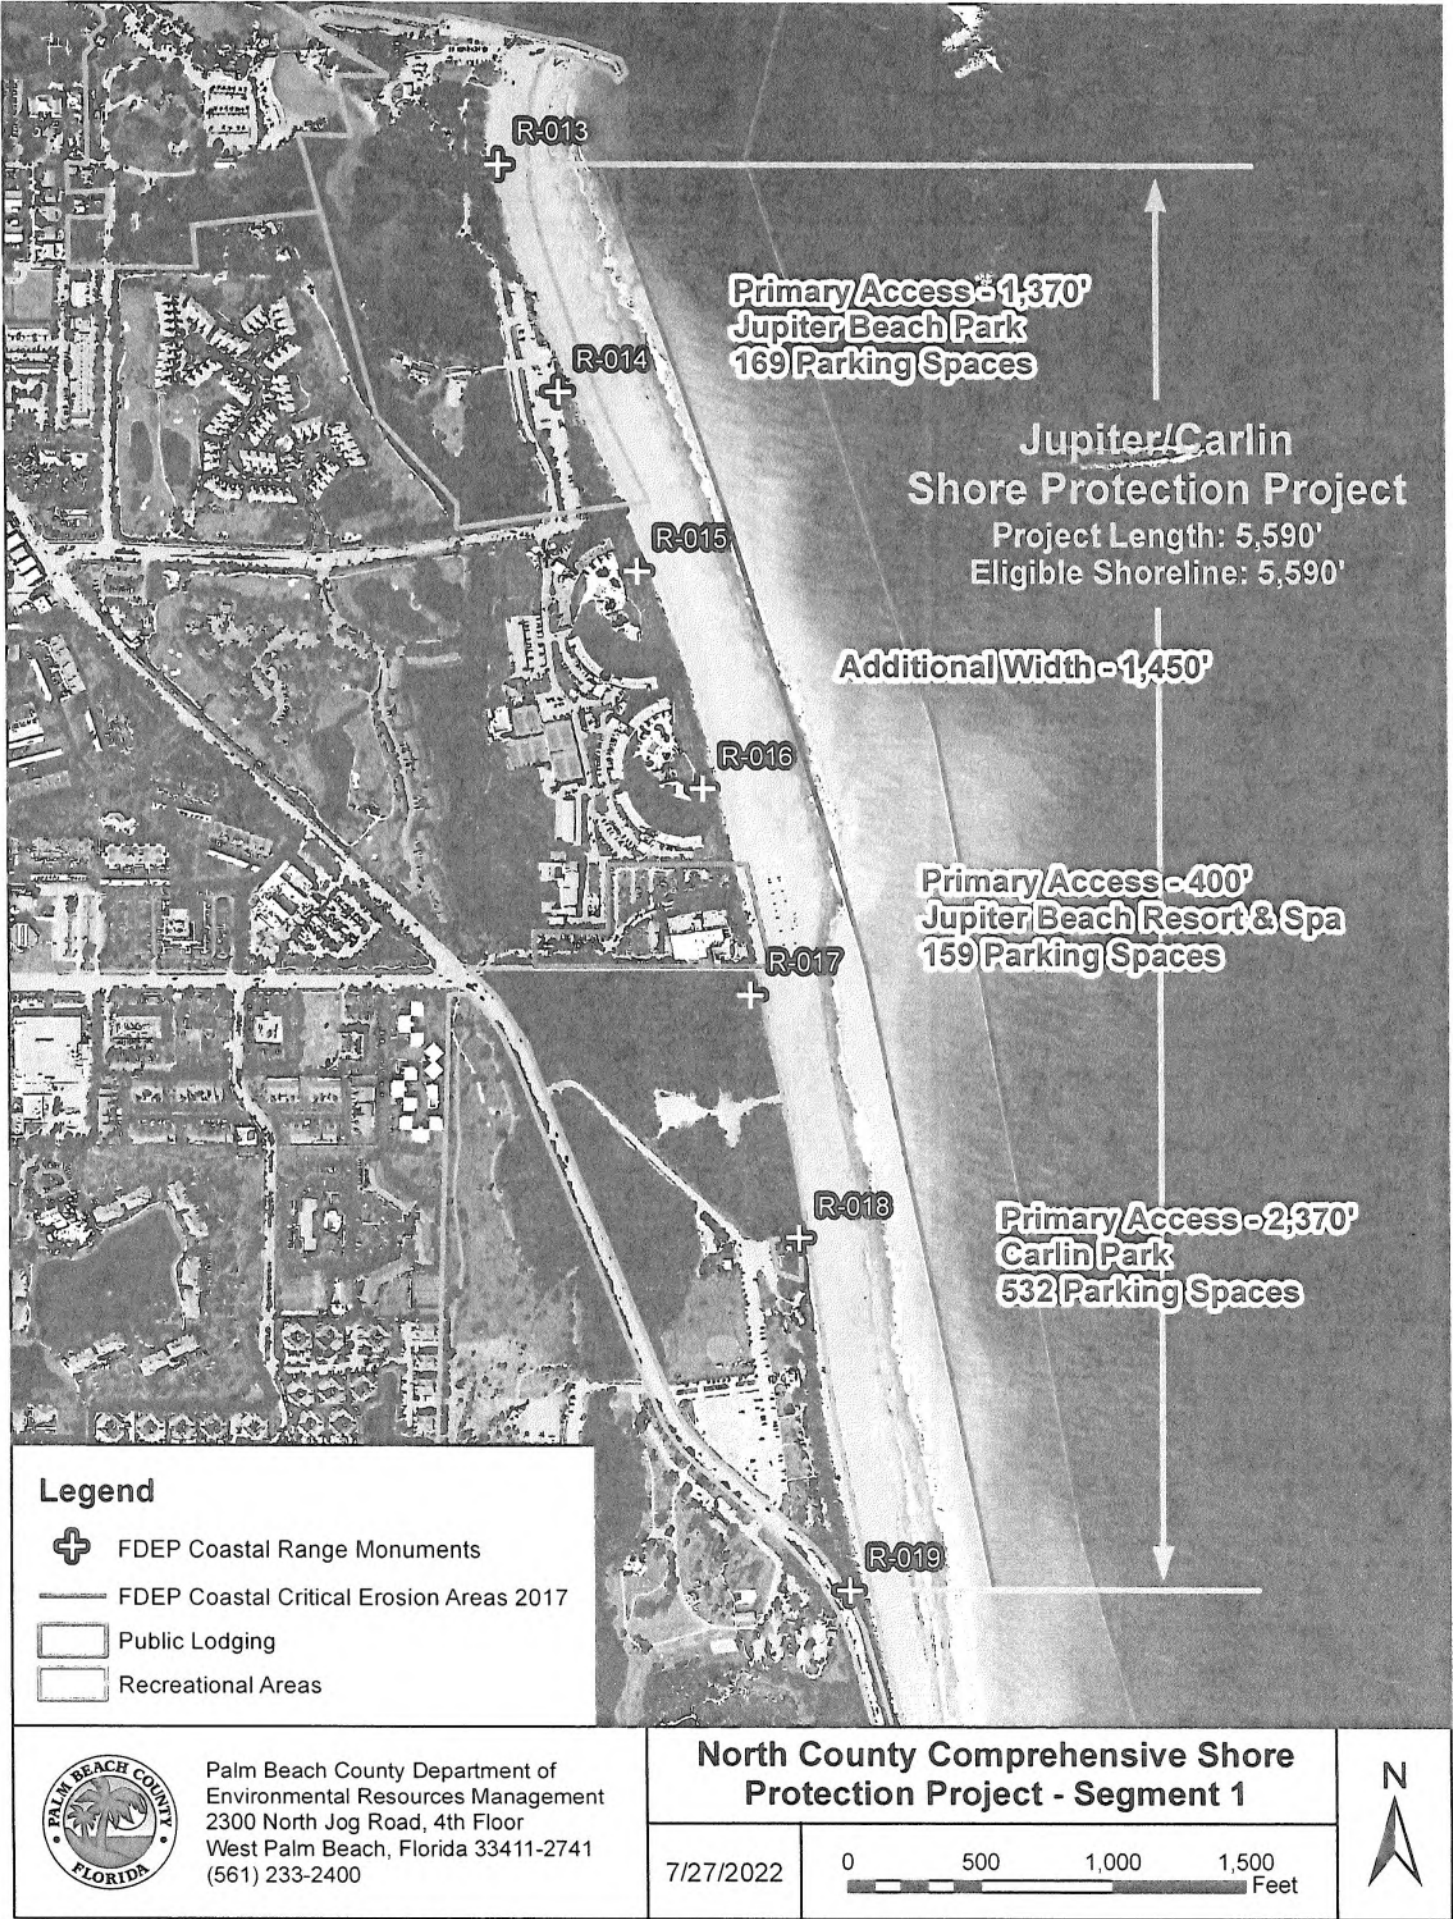 R-013
Primary Access - 1,370'
Jupiter Beach Park
169 Parking Spaces
R-014
Jupiter/Carlin
Shore Protection Project
Project Length: 5,590'
Eligible Shoreline: 5,590'
R-015
Additional Width - 1,450'
R-016
Primary Access - 400'
Jupiter Beach Resort & Spa
159 Parking Spaces
R-017
R-018
Primary Access - 2,370'
Carlin Park
532 Parking Spaces
R-019
Legend
FDEP Coastal Range Monuments
FDEP Coastal Critical Erosion Areas 2017
Public Lodging
Recreational Areas
PALM BEACH COUNTY
FLORIDA
Palm Beach County Department of
Environmental Resources Management
2300 North Jog Road, 4th Floor
West Palm Beach, Florida 33411-2741
(561) 233-2400
North County Comprehensive Shore
Protection Project - Segment 1
7/27/2022
0 500 1,000 1,500
Feet
N